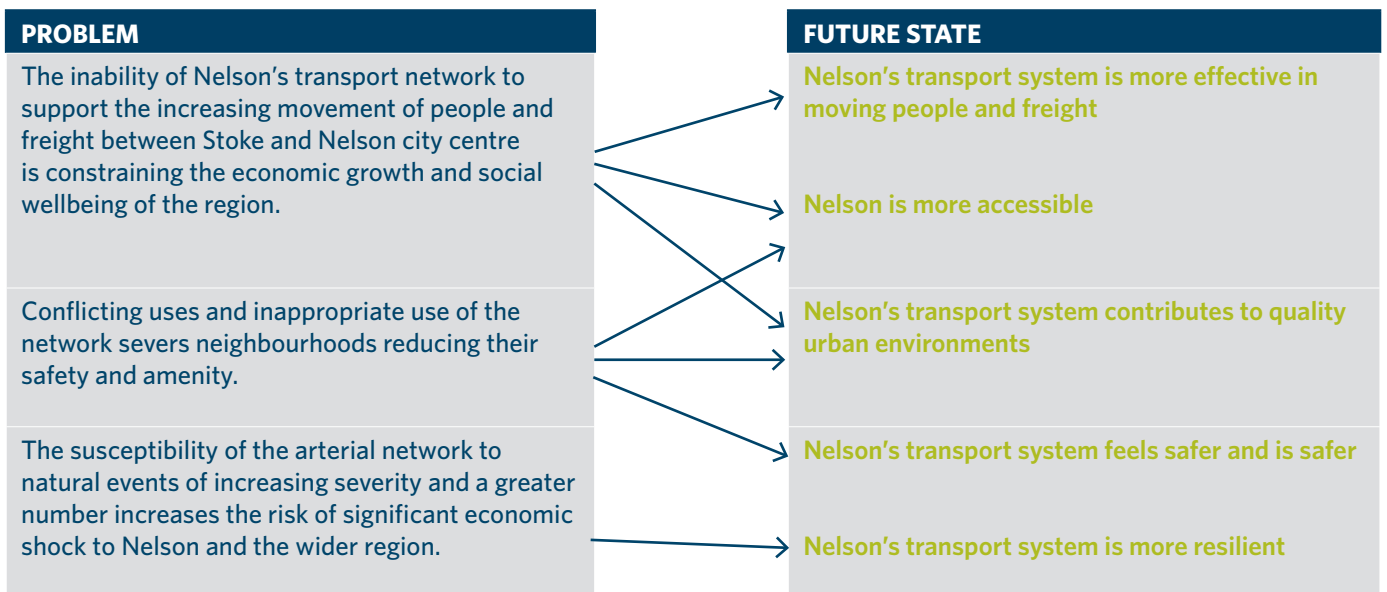 PROBLEM
The inability of Nelson’s transport network to
support the increasing movement of people and
freight between Stoke and Nelson city centre
is constraining the economic growth and social
wellbeing of the region.
Conflicting uses and inappropriate use of the
network severs neighbourhoods reducing their
safety and amenity.
The susceptibility of the arterial network to
natural events of increasing severity and a greater
number increases the risk of significant economic
shock to Nelson and the wider region.
FUTURE STATE
Nelson’s transport system is more effective in
moving people and freight
Nelson is more accessible
Nelson’s transport system contributes to quality
urban environments
Nelson’s transport system feels safer and is safer
Nelson’s transport system is more resilient